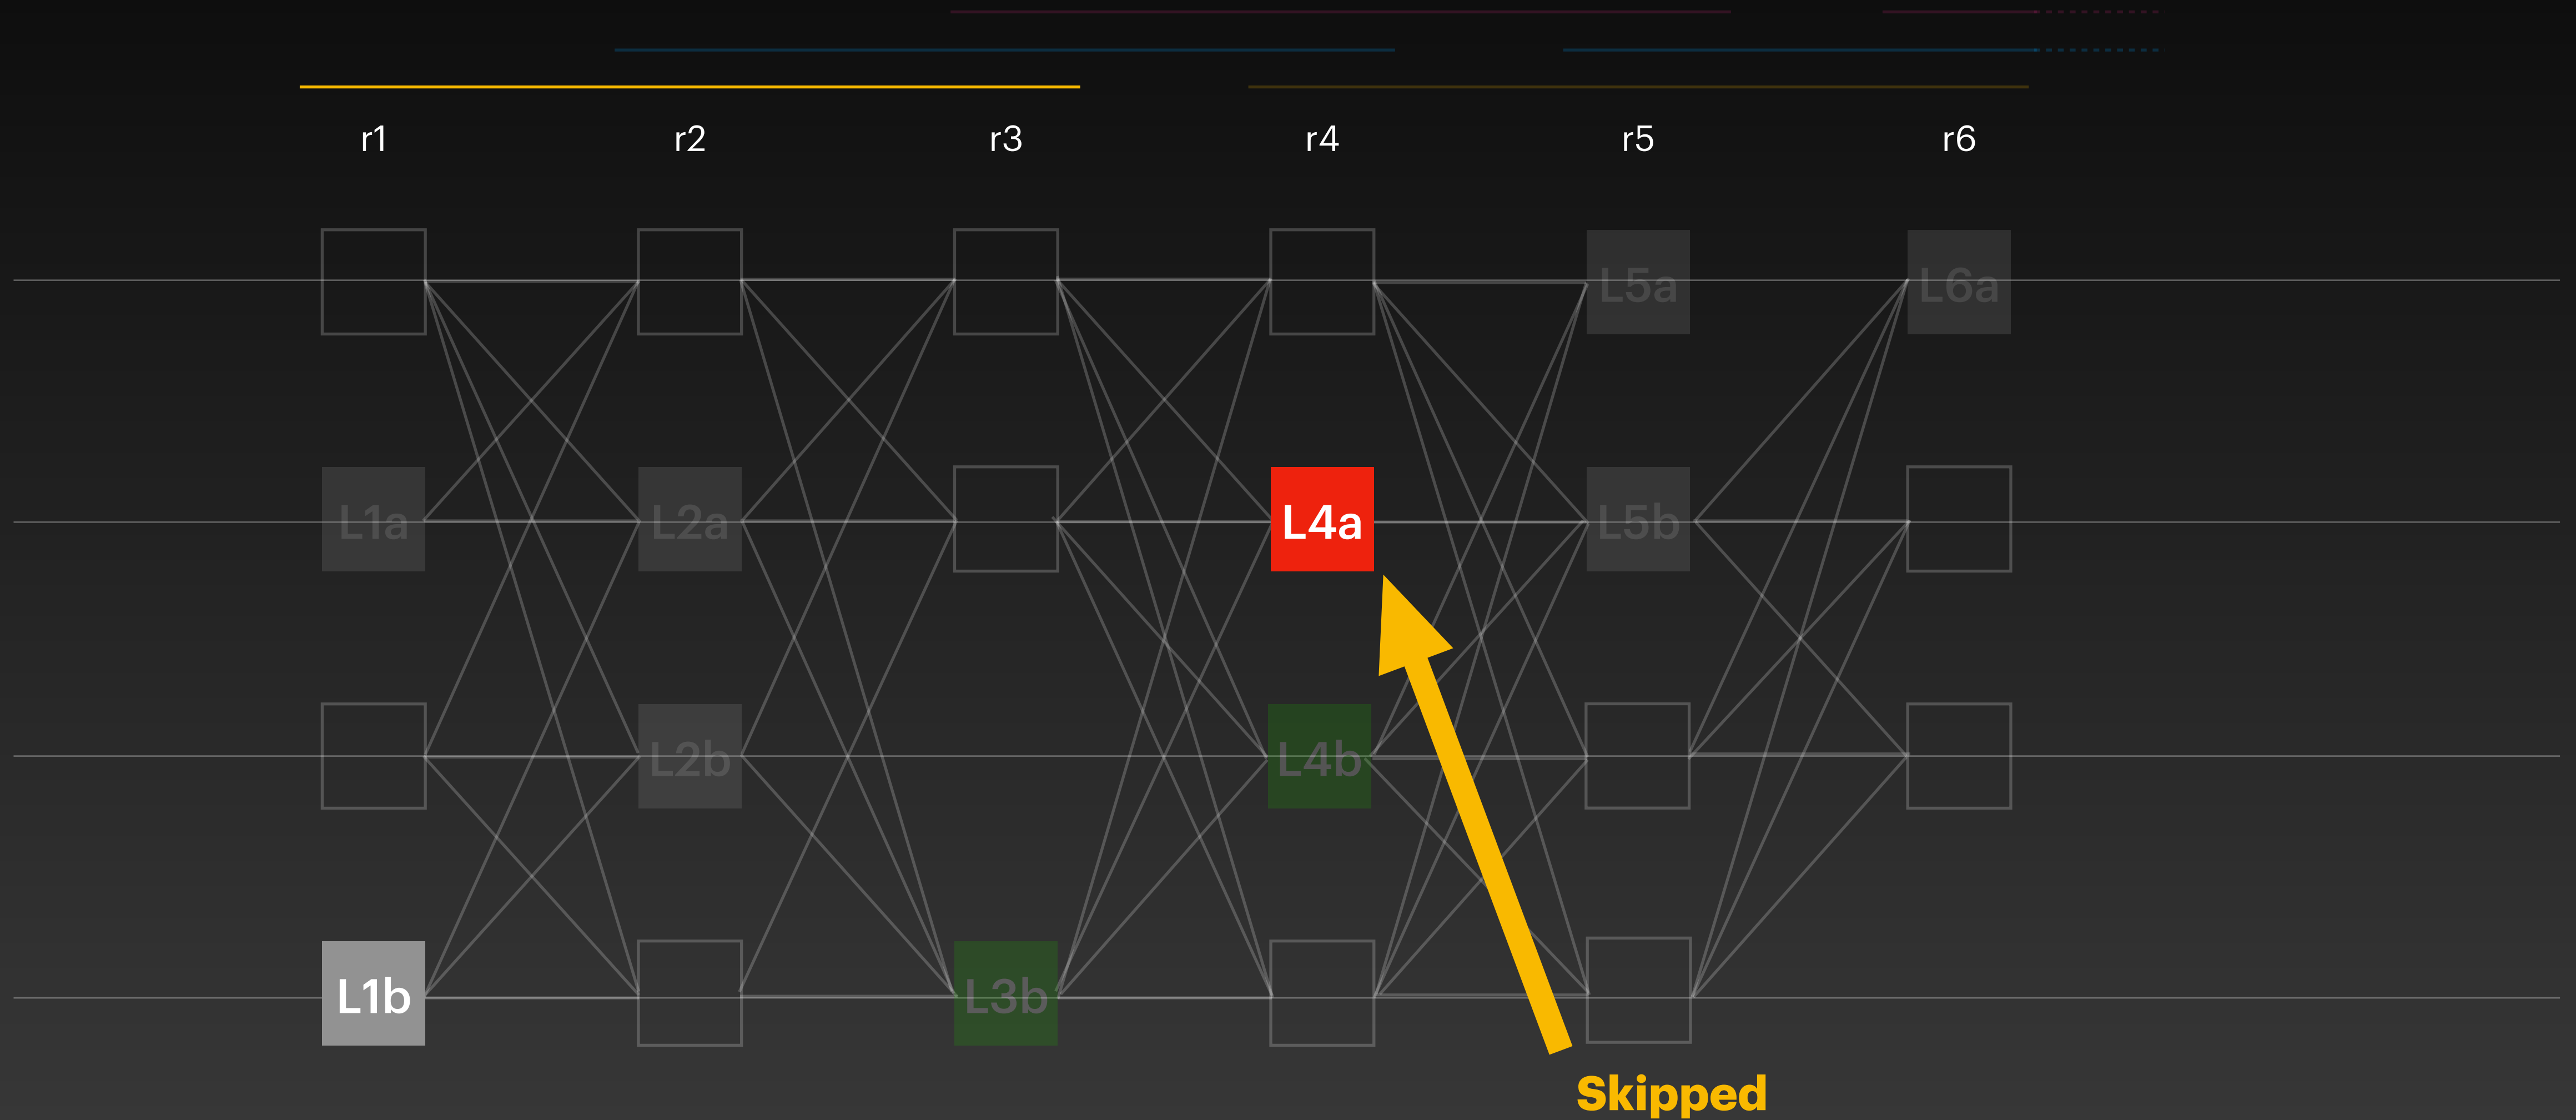 r1 r2 r3 r4 r5 r6
L5a L6a
L1a L2a L4a L5b
L2b L4b
L1b L3b
Skipped